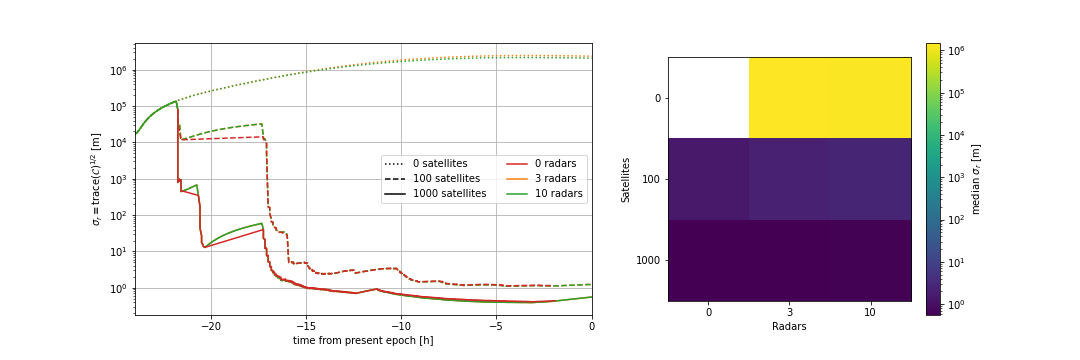 σᵣ = trace(𝒞)^{1/2} [m]
10⁶
10⁵
10⁴
10³
10²
10¹
10⁰
0 satellites
100 satellites
1000 satellites
0 radars
3 radars
10 radars
−20
−15
−10
−5
0
time from present epoch [h]
Satellites
0
100
1000
0
3
10
Radars
10⁶
10⁵
10⁴
10³
10²
10¹
10⁰
median σᵣ [m]